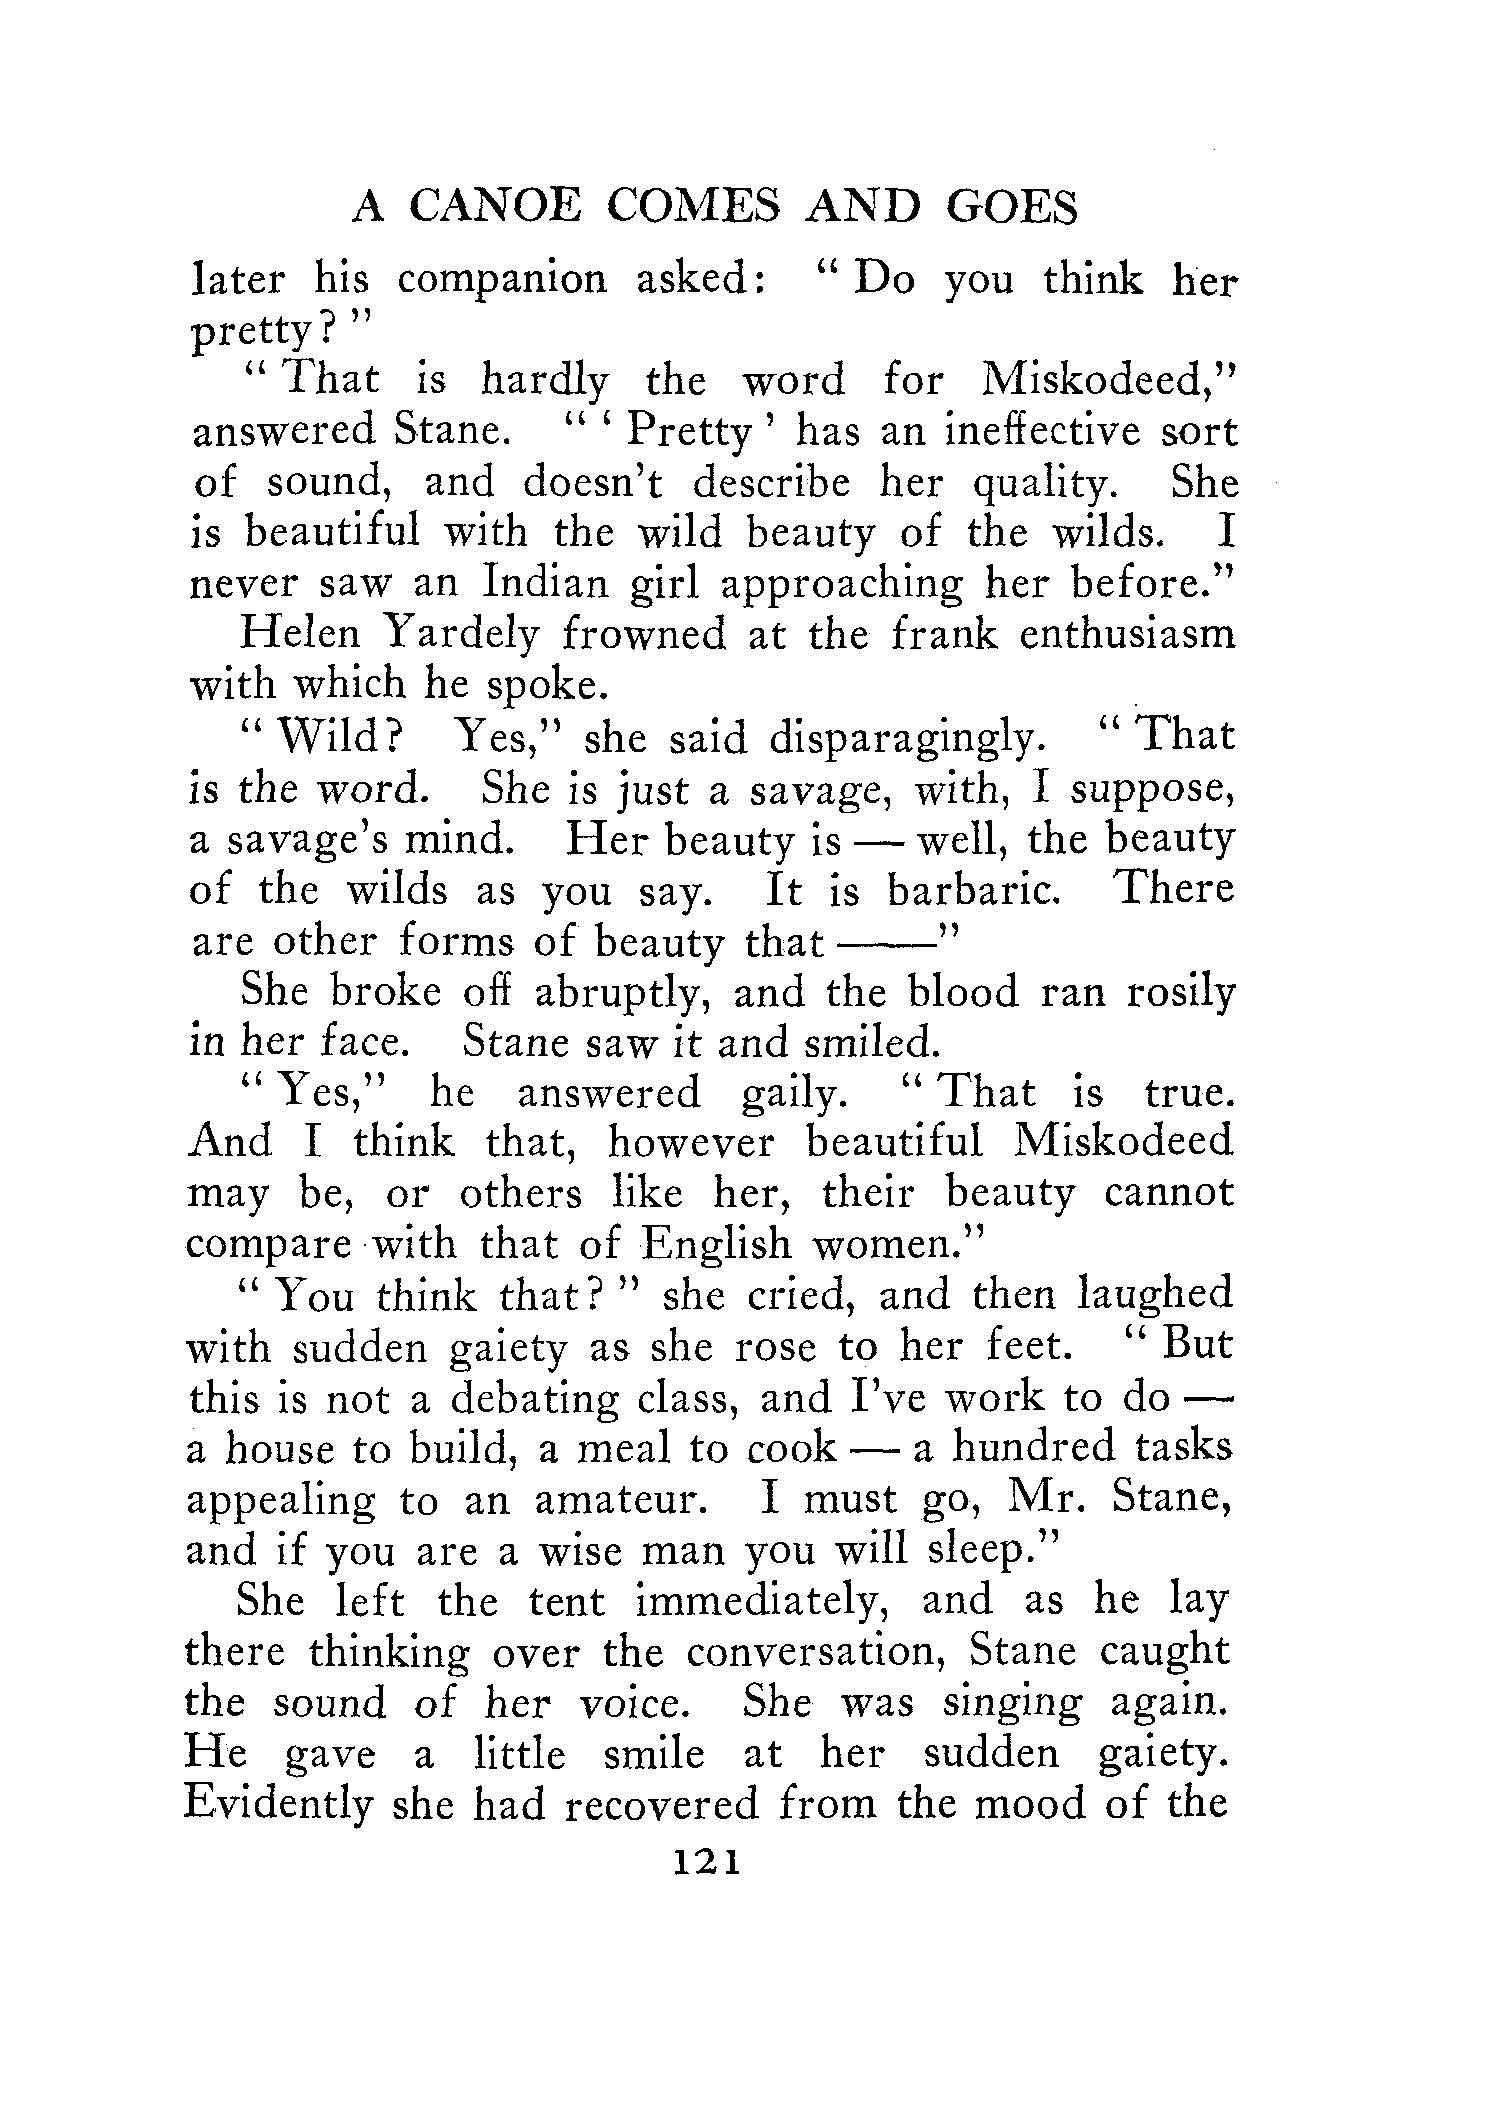 A CANOE COMES AND GOES
later his companion asked: " Do you think her
pretty? "
" That is hardly the word for Miskodeed,"
answered Stane. " ' Pretty ' has an ineffective sort
of sound, and doesn't describe her quality. She
is beautiful with the wild beauty of the wilds. I
never saw an Indian girl approaching her before."
Helen Yardely frowned at the frank enthusiasm
with which he spoke.
" Wild? Yes," she said disparagingly. " That
is the word. She is just a savage, with, I suppose,
a savage's mind. Her beauty is — well, the beauty
of the wilds as you say. It is barbaric. There
are other forms of beauty that ——"
She broke off abruptly, and the blood ran rosily
in her face. Stane saw it and smiled.
" Yes," he answered gaily. " That is true.
And I think that, however beautiful Miskodeed
may be, or others like her, their beauty cannot
compare with that of English women."
" You think that? " she cried, and then laughed
with sudden gaiety as she rose to her feet. " But
this is not a debating class, and I've work to do —
a house to build, a meal to cook — a hundred tasks
appealing to an amateur. I must go, Mr. Stane,
and if you are a wise man you will sleep."
She left the tent immediately, and as he lay
there thinking over the conversation, Stane caught
the sound of her voice. She was singing again.
He gave a little smile at her sudden gaiety.
Evidently she had recovered from the mood of the
121